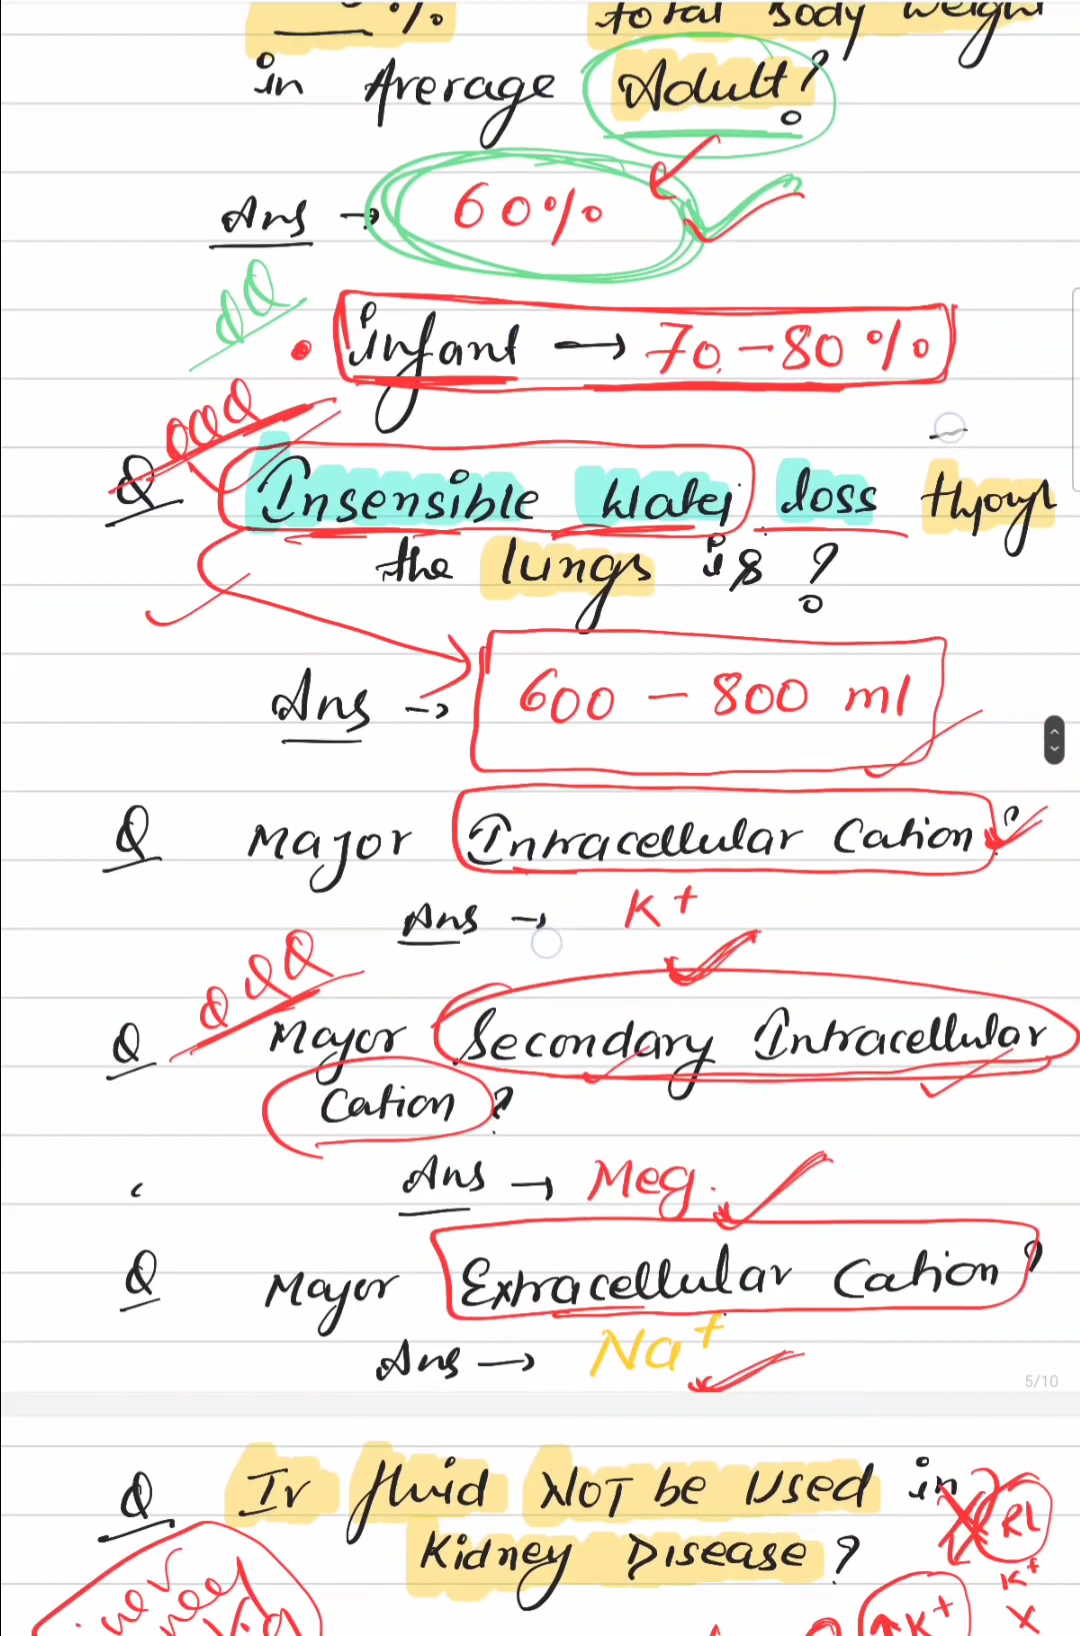 % total body weight
in Average Adult?
Ans → 60%
QQ
• infant → 70-80%
QQQ
Q Insensible Water loss
the lungs is ?
Ans → 600 - 800 ml
Q Major Intracellular Cation ?
Ans → K+
QQQ
Q Major Secondary Intracellular
Cation ?
Ans → Meg.
Q Major Extracellular Cation ?
Ans → Na+
5/10
Q IV fluid NOT be Used in
Kidney Disease ?
RL
K+
X
↑K+